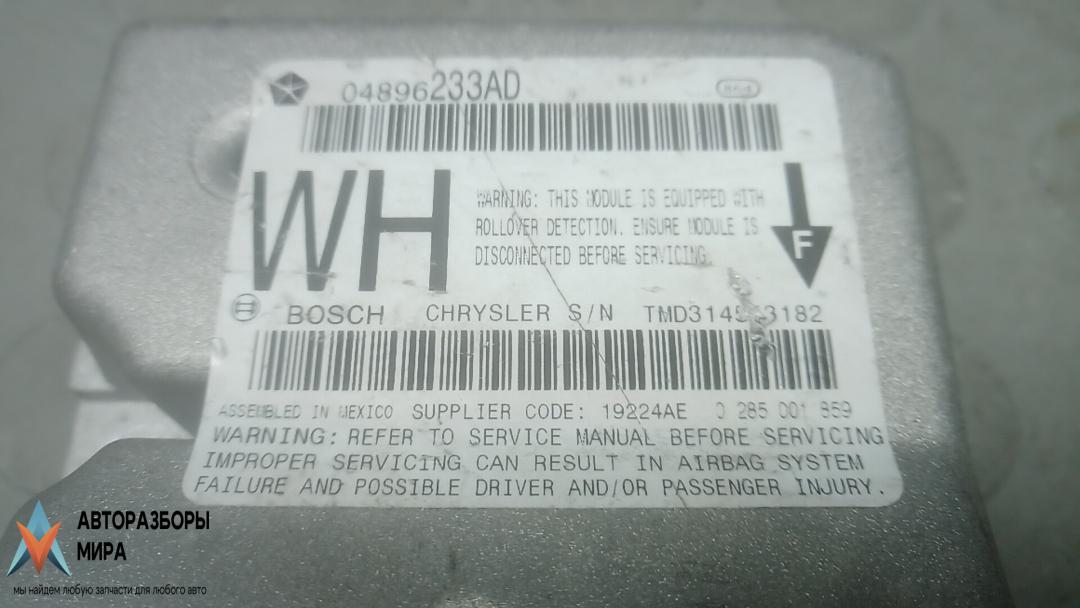 04896233AD
864
WH
WARNING: THIS MODULE IS EQUIPPED WITH
ROLLOVER DETECTION. ENSURE MODULE IS
DISCONNECTED BEFORE SERVICING.
F
BOSCH CHRYSLER S/N
ASSEMBLED IN MEXICO SUPPLIER CODE: 19224AE 0 285 001 859
WARNING: REFER TO SERVICE MANUAL BEFORE SERVICING
IMPROPER SERVICING CAN RESULT IN AIRBAG SYSTEM
FAILURE AND POSSIBLE DRIVER AND/OR PASSENGER INJURY.
АВТОРАЗБОРЫ
МИРА
мы найдем любую запчасти для любого авто